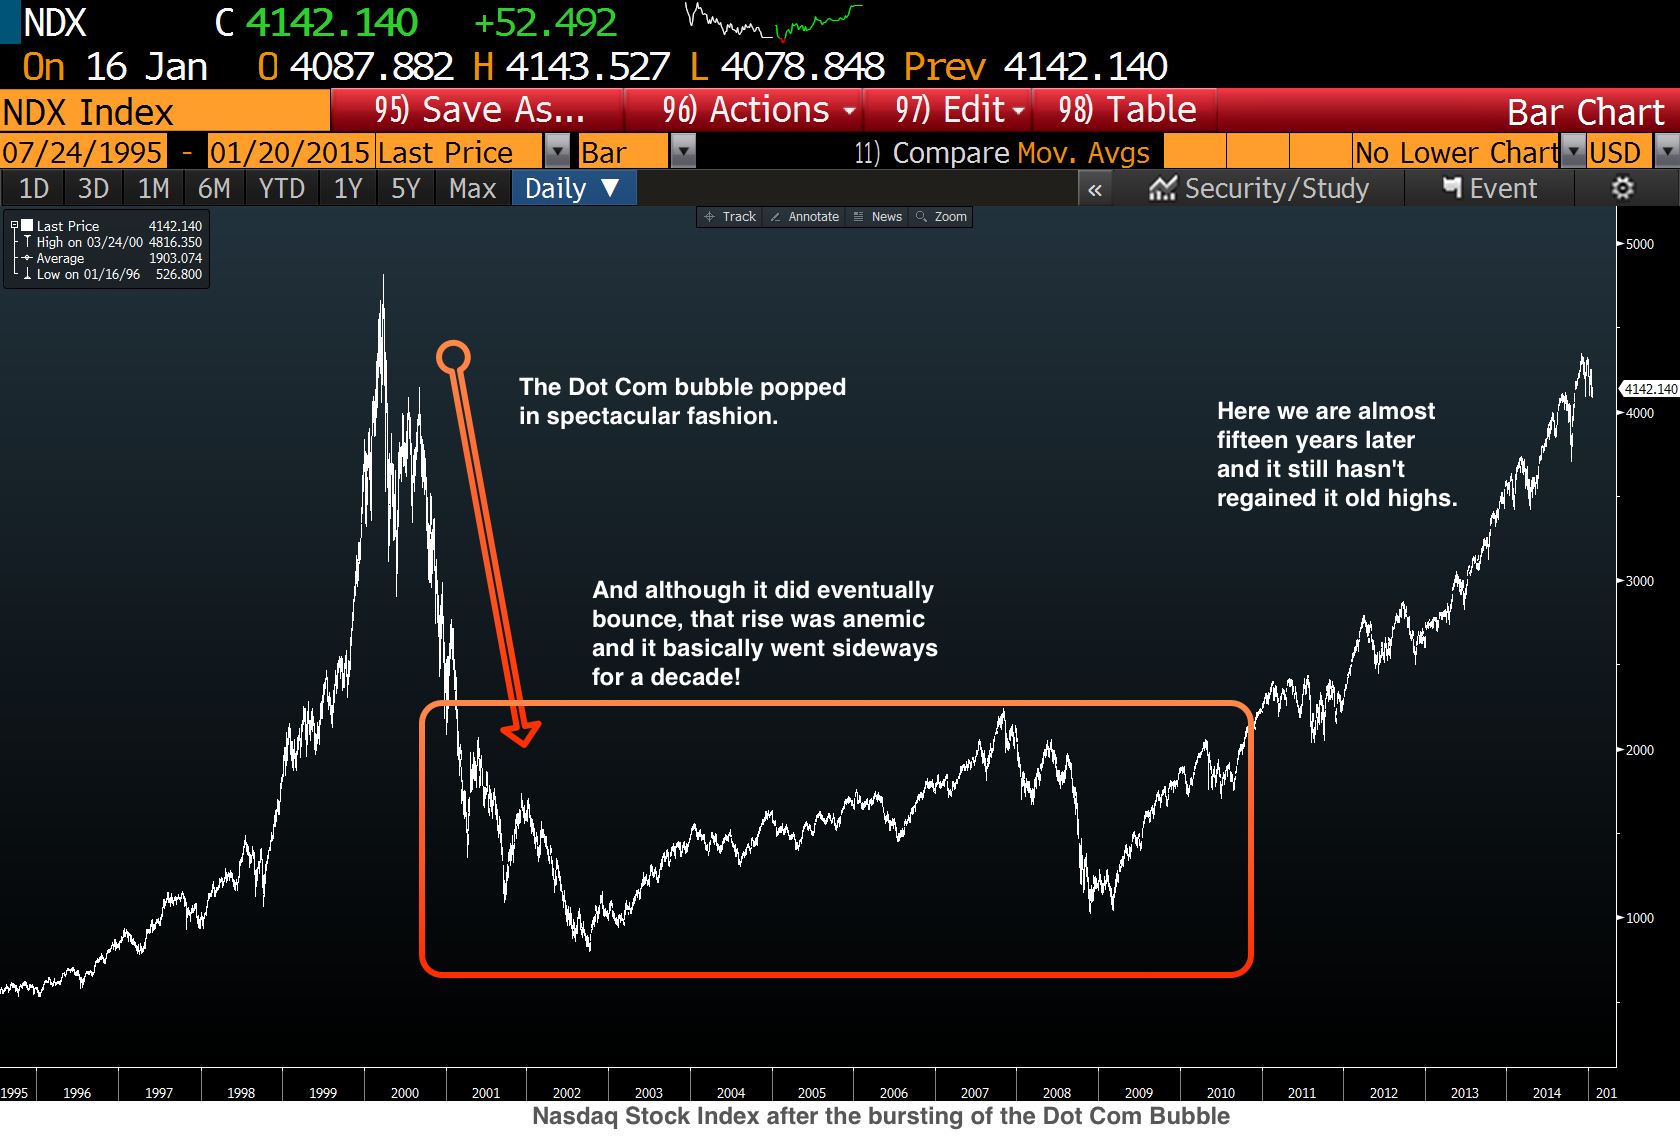 NDX C 4142.140 +52.492
On 16 Jan O 4087.882 H 4143.527 L 4078.848 Prev 4142.140
NDX Index 95) Save As... 96) Actions 97) Edit 98) Table Bar Chart
07/24/1995 - 01/20/2015 Last Price Bar 11) Compare Mov. Avgs No Lower Chart USD
1D 3D 1M 6M YTD 1Y 5Y Max Daily ▼ « Security/Study Event
Track Annotate News Zoom
Last Price 4142.140
High on 03/24/00 4816.350
Average 1903.074
Low on 01/16/96 526.800
The Dot Com bubble popped
in spectacular fashion.
Here we are almost
fifteen years later
and it still hasn't
regained it old highs.
And although it did eventually
bounce, that rise was anemic
and it basically went sideways
for a decade!
5000
4142.140
4000
3000
2000
1000
1995 1996 1997 1998 1999 2000 2001 2002 2003 2004 2005 2006 2007 2008 2009 2010 2011 2012 2013 2014 201
Nasdaq Stock Index after the bursting of the Dot Com Bubble